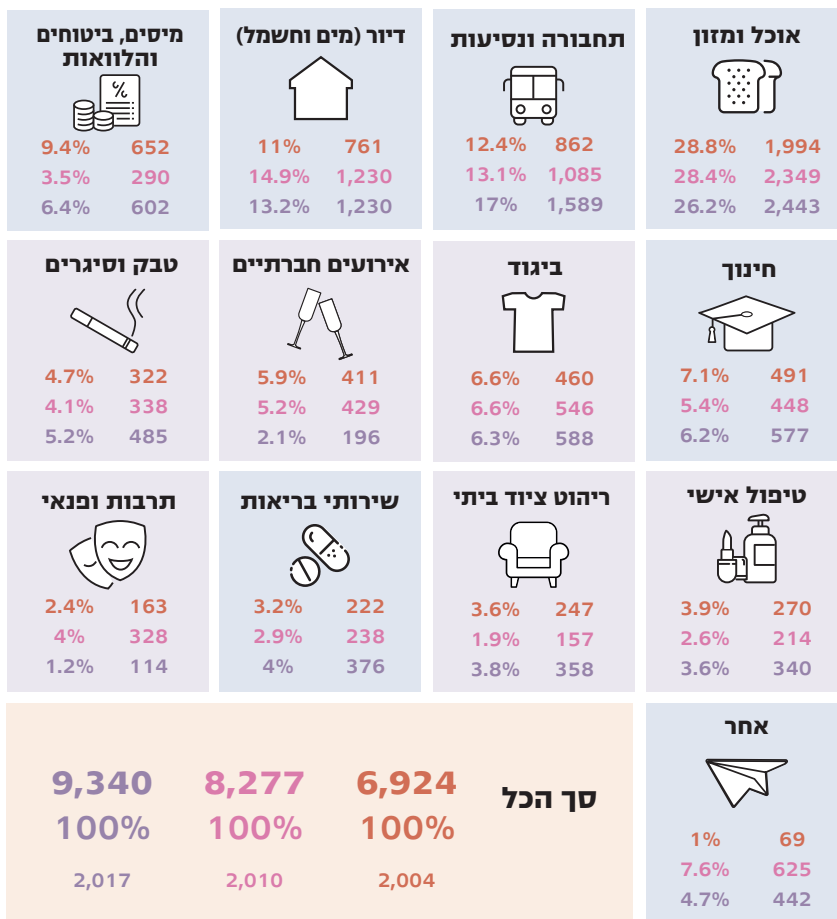 אוכל ומזון
28.8% 1,994
28.4% 2,349
26.2% 2,443
תחבורה ונסיעות
12.4% 862
13.1% 1,085
17% 1,589
דיור (מים וחשמל)
11% 761
14.9% 1,230
13.2% 1,230
מיסים, ביטוחים
והלוואות
%
9.4% 652
3.5% 290
6.4% 602
חינוך
7.1% 491
5.4% 448
6.2% 577
ביגוד
6.6% 460
6.6% 546
6.3% 588
אירועים חברתיים
5.9% 411
5.2% 429
2.1% 196
טבק וסיגרים
4.7% 322
4.1% 338
5.2% 485
טיפול אישי
3.9% 270
2.6% 214
3.6% 340
ריהוט ציוד ביתי
3.6% 247
1.9% 157
3.8% 358
שירותי בריאות
3.2% 222
2.9% 238
4% 376
תרבות ופנאי
2.4% 163
4% 328
1.2% 114
אחר
1% 69
7.6% 625
4.7% 442
סך הכל
9,340 8,277 6,924
100% 100% 100%
2,017 2,010 2,004